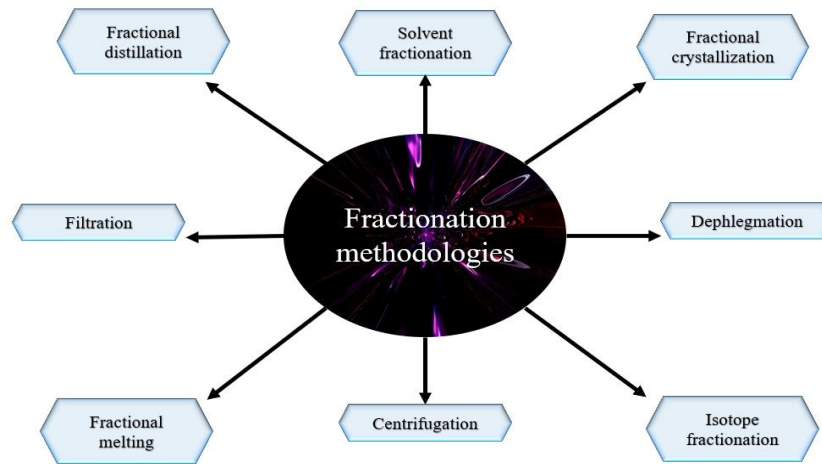 Fractional
distillation
Solvent
fractionation
Fractional
crystallization
Filtration
Fractionation
methodologies
Dephlegmation
Fractional
melting
Centrifugation
Isotope
fractionation